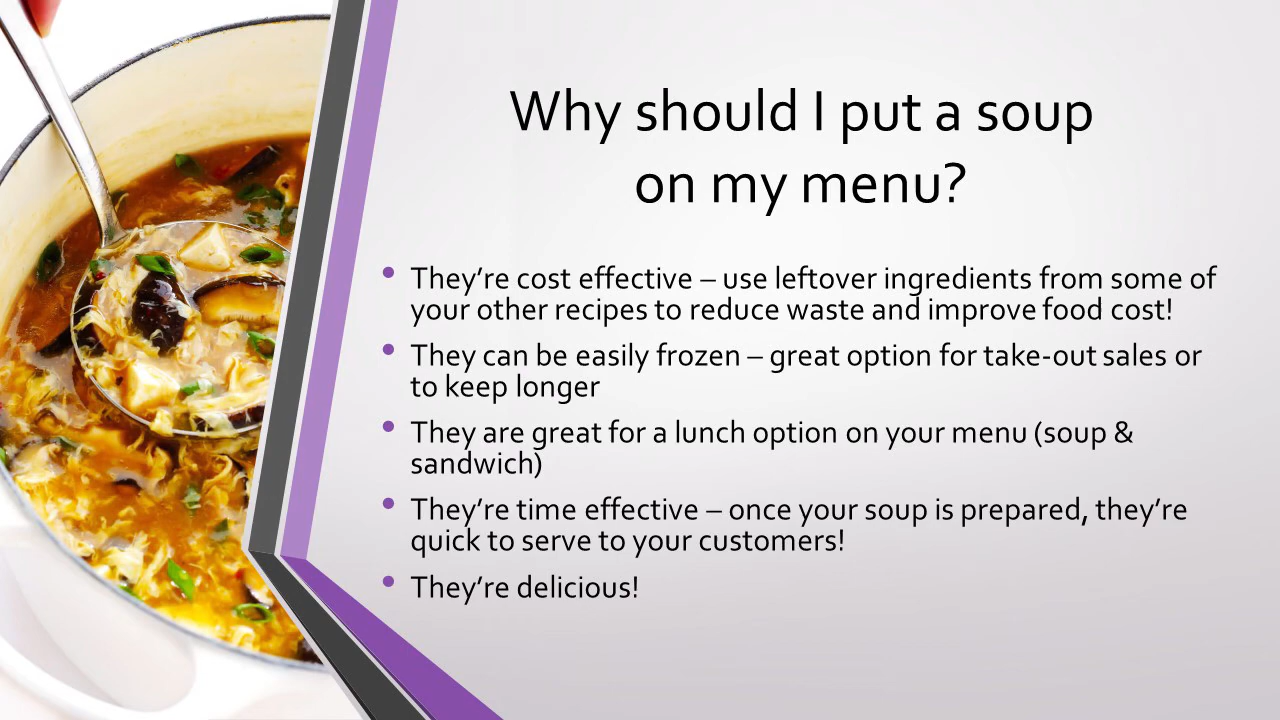 Why should I put a soup
on my menu?
• They’re cost effective – use leftover ingredients from some of
your other recipes to reduce waste and improve food cost!
• They can be easily frozen – great option for take-out sales or
to keep longer
• They are great for a lunch option on your menu (soup &
sandwich)
• They’re time effective – once your soup is prepared, they’re
quick to serve to your customers!
• They’re delicious!